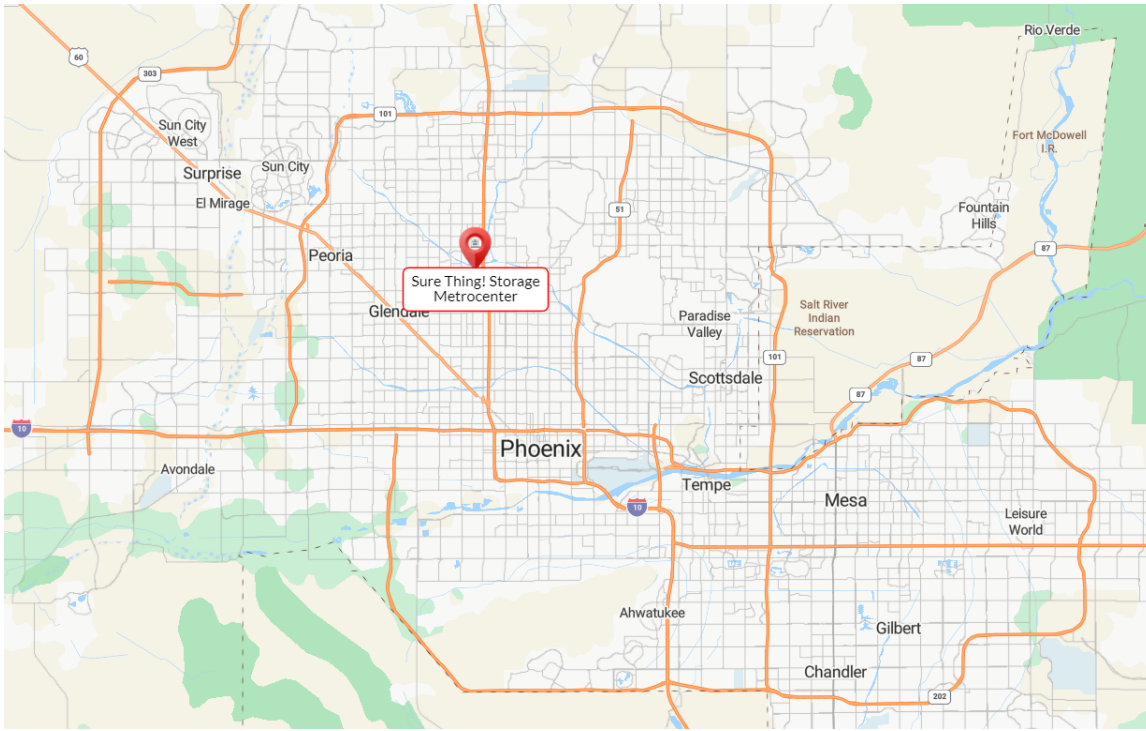 Rio Verde
60
303
101
Sun City
West
Fort McDowell
I.R.
Sun City
Surprise
El Mirage
51
Fountain
Hills
87
Peoria
Sure Thing! Storage
Metrocenter
Glendale
Salt River
Indian
Reservation
Paradise
Valley
101
87
Scottsdale
87
10
Phoenix
Avondale
Tempe
Mesa
10
Leisure
World
Ahwatukee
Gilbert
Chandler
202